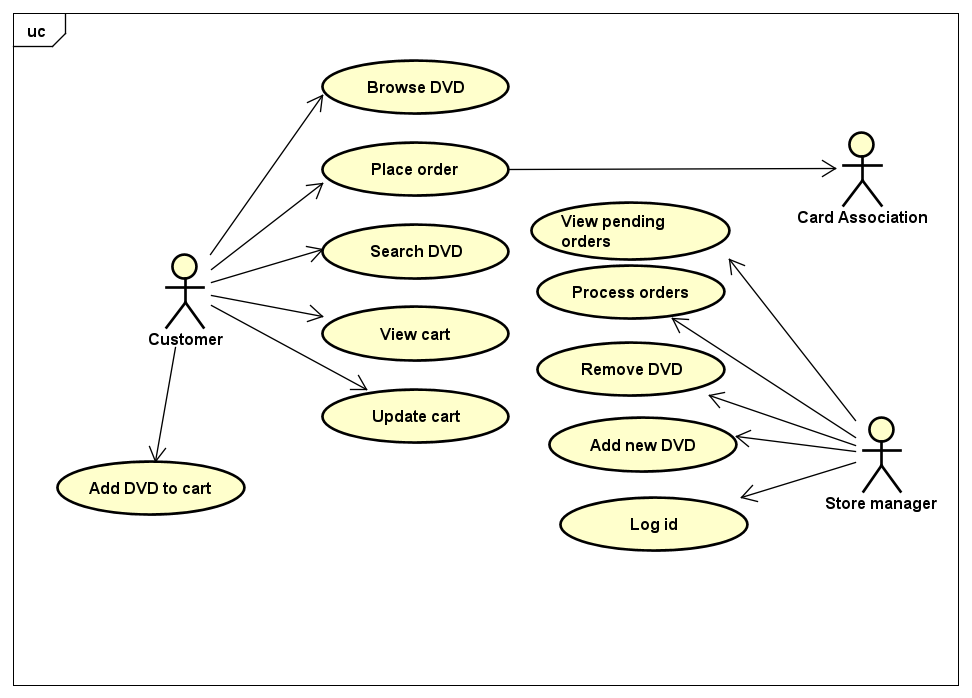 uc
Browse DVD
Place order
Card Association
View pending
orders
Search DVD
Process orders
Customer
View cart
Remove DVD
Update cart
Add new DVD
Add DVD to cart
Store manager
Log id